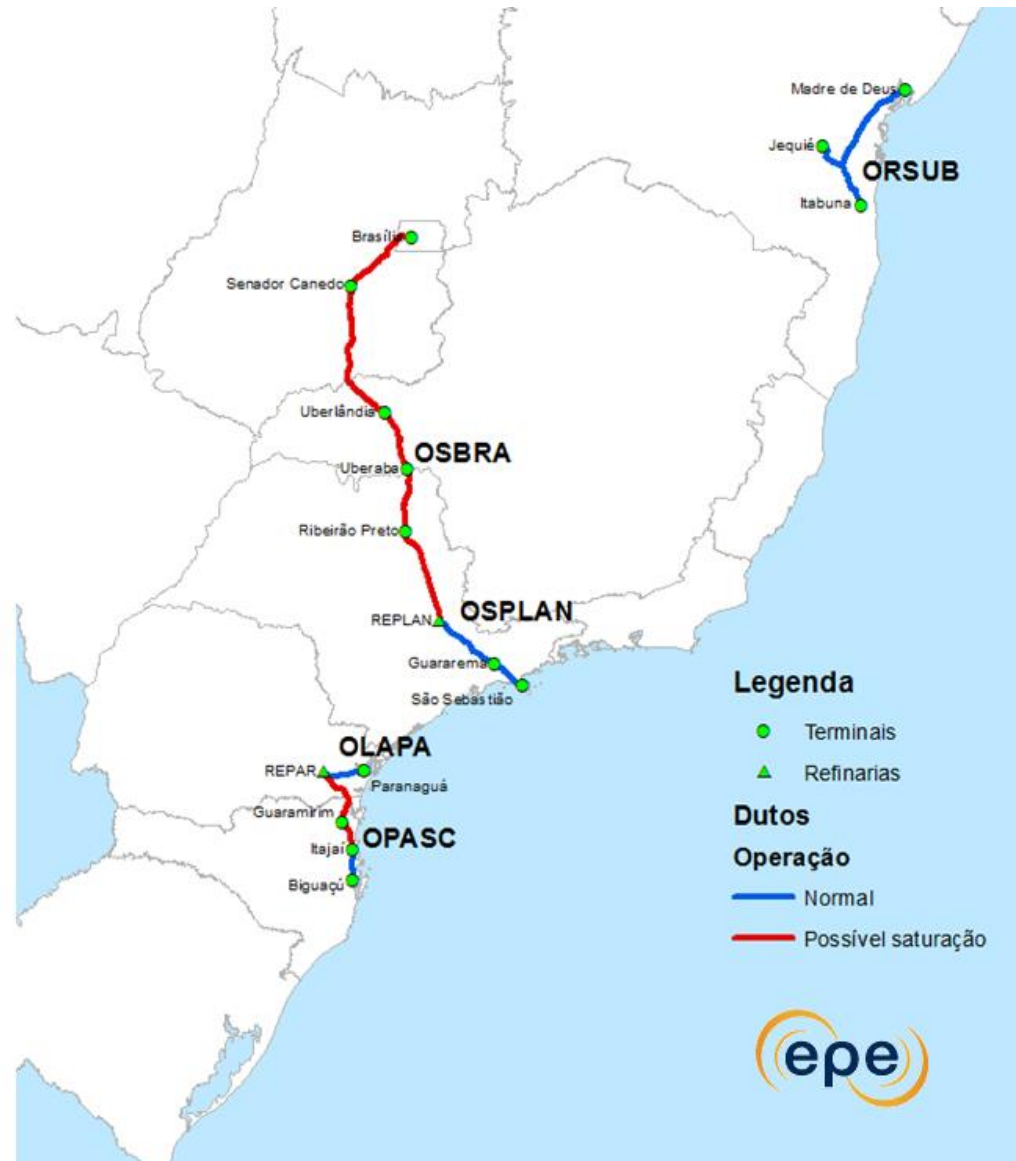 Madre de Deus
Jequié
ORSUB
Itabuna
Brasília
Senador Canedo
Uberlândia
OSBRA
Uberaba
Ribeirão Preto
OSPLAN
REPLAN
Guararema
São Sebastião
OLAPA
REPAR
Paranaguá
Guaramirim
OPASC
Itajaí
Biguaçú
Legenda
Terminais
Refinarias
Dutos
Operação
Normal
Possível saturação
epe